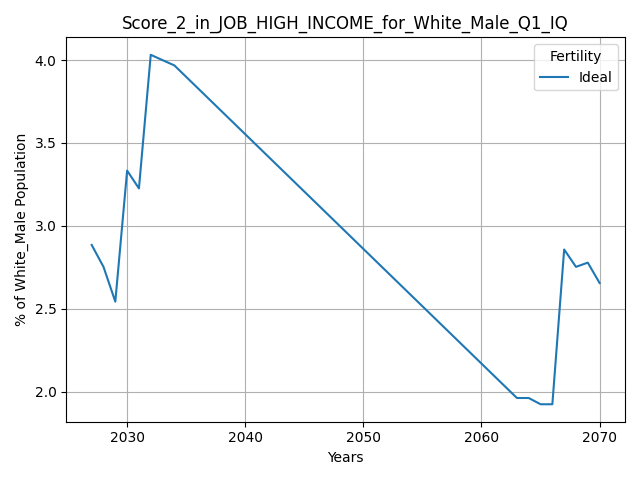 Score_2_in_JOB_HIGH_INCOME_for_White_Male_Q1_IQ
Fertility
Ideal
% of White_Male Population
4.0
3.5
3.0
2.5
2.0
2030 2040 2050 2060 2070
Years